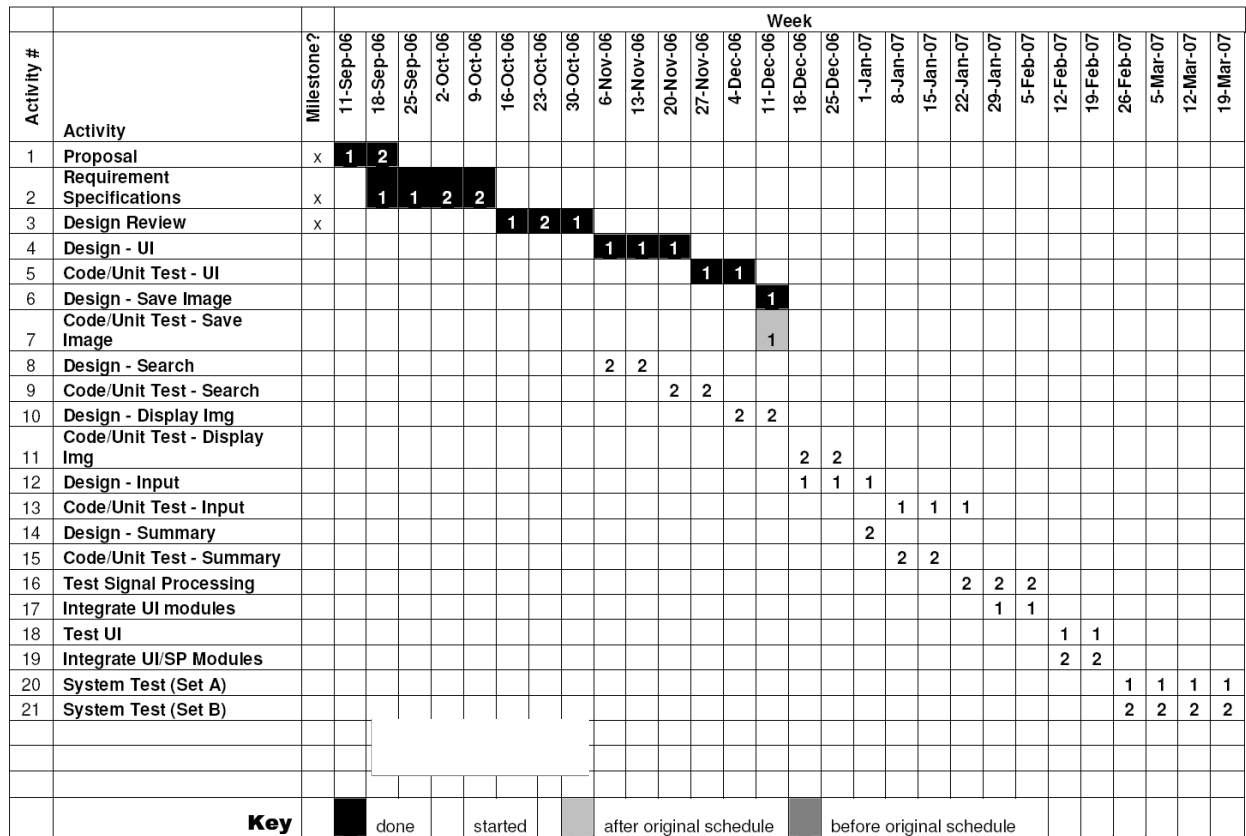 Week
Activity # Activity Milestone? 11-Sep-06 18-Sep-06 25-Sep-06 2-Oct-06 9-Oct-06 16-Oct-06 23-Oct-06 30-Oct-06 6-Nov-06 13-Nov-06 20-Nov-06 27-Nov-06 4-Dec-06 11-Dec-06 18-Dec-06 25-Dec-06 1-Jan-07 8-Jan-07 15-Jan-07 22-Jan-07 29-Jan-07 5-Feb-07 12-Feb-07 19-Feb-07 26-Feb-07 5-Mar-07 12-Mar-07 19-Mar-07
1 Proposal x 1 2
Requirement
2 Specifications x 1 1 2 2
3 Design Review x 1 2 1
4 Design - UI 1 1 1
5 Code/Unit Test - UI 1 1
6 Design - Save Image 1
Code/Unit Test - Save
7 Image 1
8 Design - Search 2 2
9 Code/Unit Test - Search 2 2
10 Design - Display Img 2 2
Code/Unit Test - Display
11 Img 2 2
12 Design - Input 1 1 1
13 Code/Unit Test - Input 1 1 1
14 Design - Summary 2
15 Code/Unit Test - Summary 2 2
16 Test Signal Processing 2 2 2
17 Integrate UI modules 1 1
18 Test UI 1 1
19 Integrate UI/SP Modules 2 2
20 System Test (Set A) 1 1 1 1
21 System Test (Set B) 2 2 2 2
Key done started after original schedule before original schedule